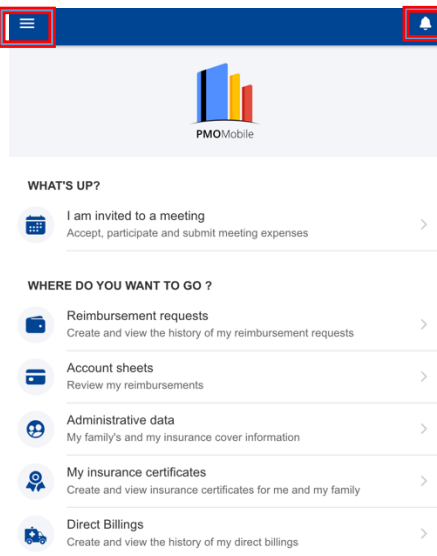 PMOMobile
WHAT'S UP?
I am invited to a meeting
Accept, participate and submit meeting expenses
WHERE DO YOU WANT TO GO ?
Reimbursement requests
Create and view the history of my reimbursement requests
Account sheets
Review my reimbursements
Administrative data
My family's and my insurance cover information
My insurance certificates
Create and view insurance certificates for me and my family
Direct Billings
Create and view the history of my direct billings